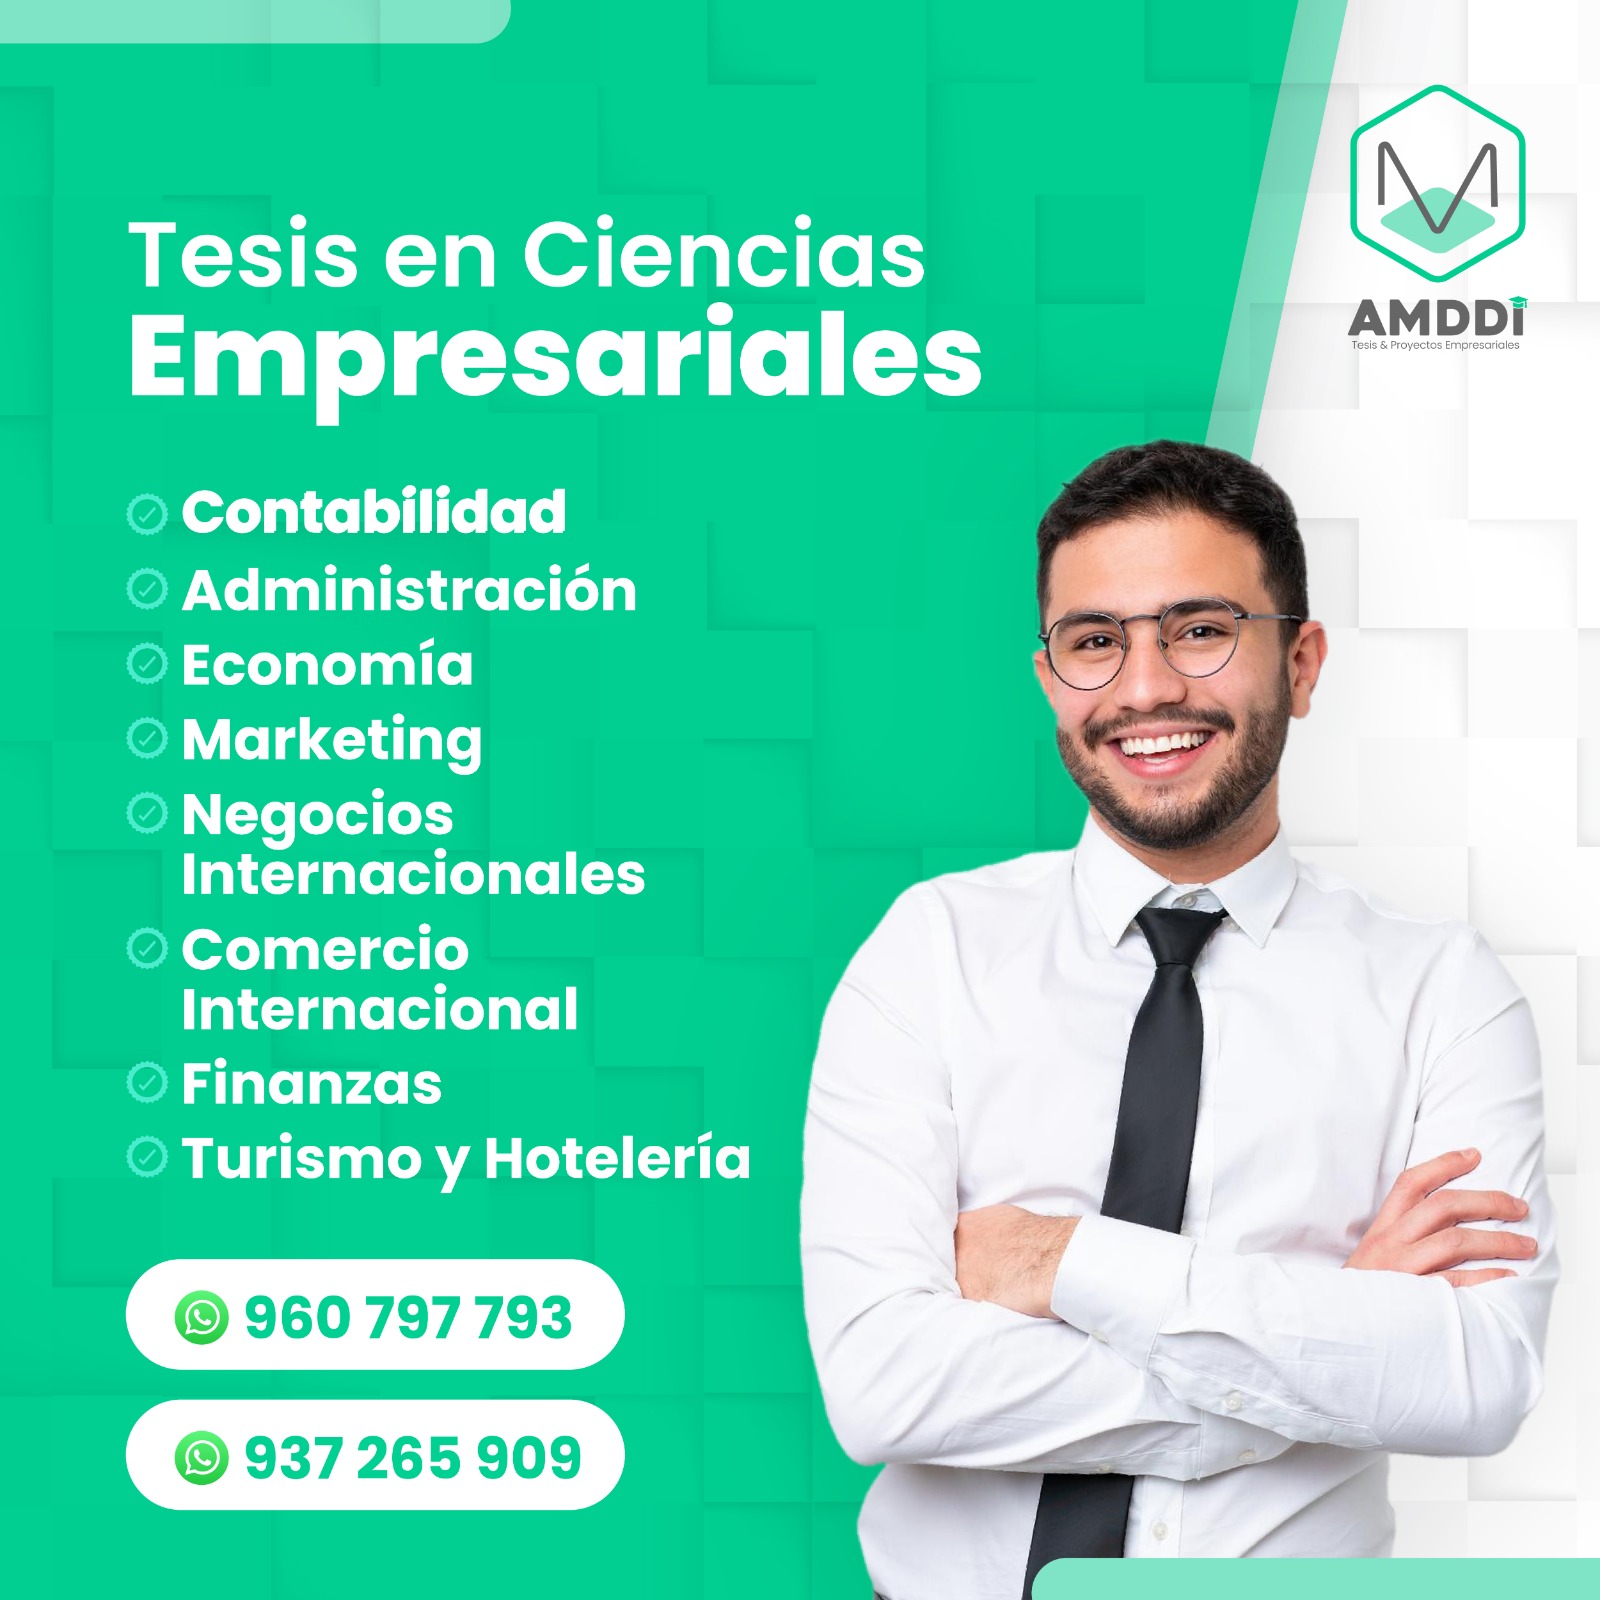 Tesis en Ciencias
Empresariales
AMDDi
Tesis & Proyectos Empresariales
Contabilidad
Administración
Economía
Marketing
Negocios
Internacionales
Comercio
Internacional
Finanzas
Turismo y Hotelería
960 797 793
937 265 909